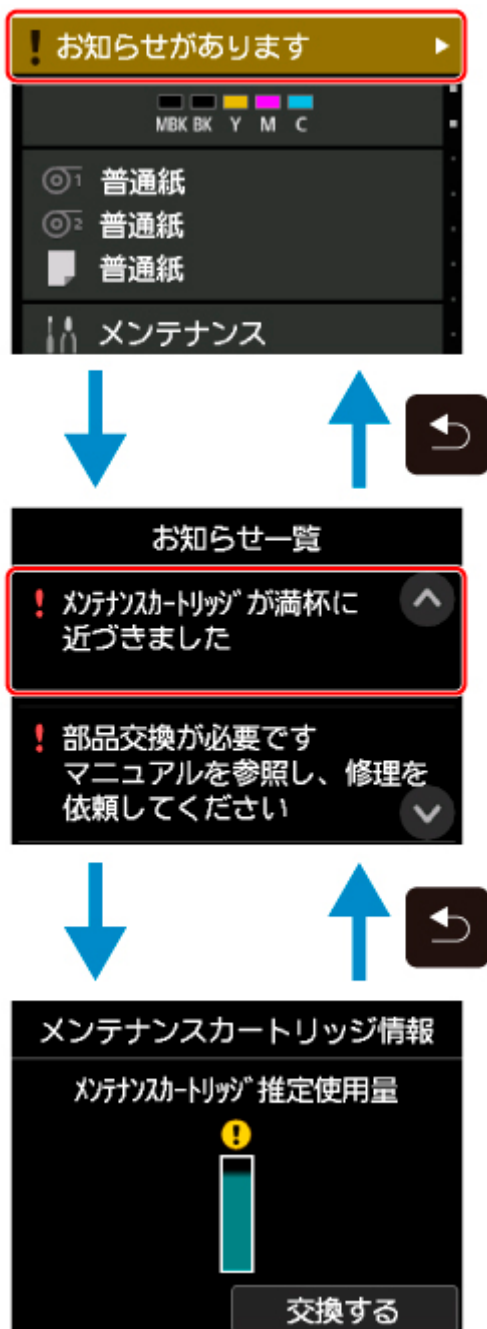 ! お知らせがあります
MBK BK Y M C
1 普通紙
2 普通紙
普通紙
メンテナンス
お知らせ一覧
! ﾒﾝﾃﾅﾝｽｶｰﾄﾘｯｼﾞが満杯に
近づきました
! 部品交換が必要です
マニュアルを参照し、修理を
依頼してください
メンテナンスカートリッジ情報
ﾒﾝﾃﾅﾝｽｶｰﾄﾘｯｼﾞ推定使用量
!
交換する